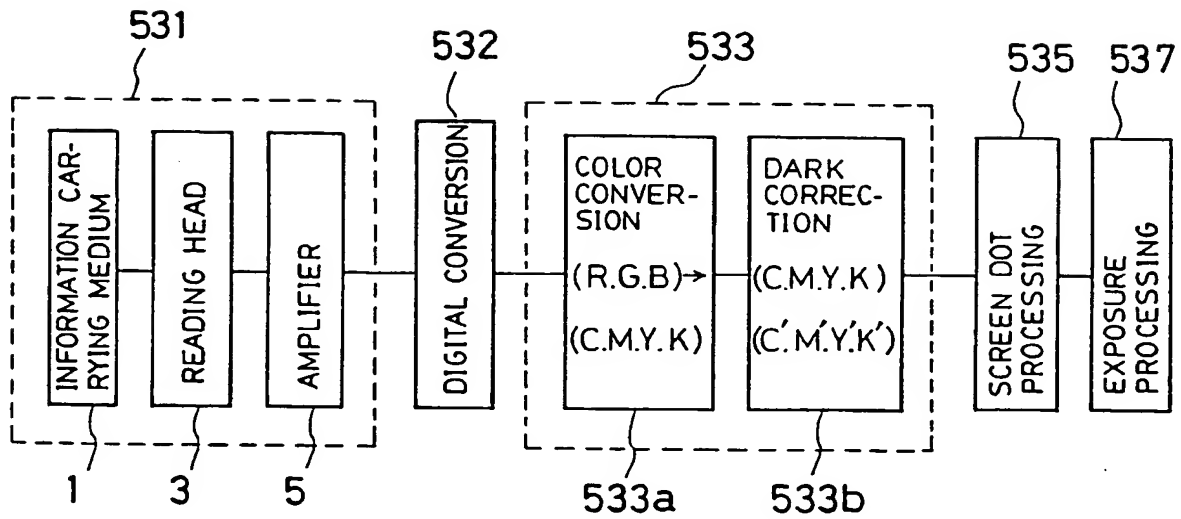 531
532
533
535
537
INFORMATION CAR-
RYING MEDIUM
READING HEAD
AMPLIFIER
DIGITAL CONVERSION
COLOR
CONVER-
SION
(R.G.B)→
(C.M.Y.K)
DARK
CORREC-
TION
(C.M.Y.K)
(C′.M′.Y′.K′)
SCREEN DOT
PROCESSING
EXPOSURE
PROCESSING
1
3
5
533a
533b